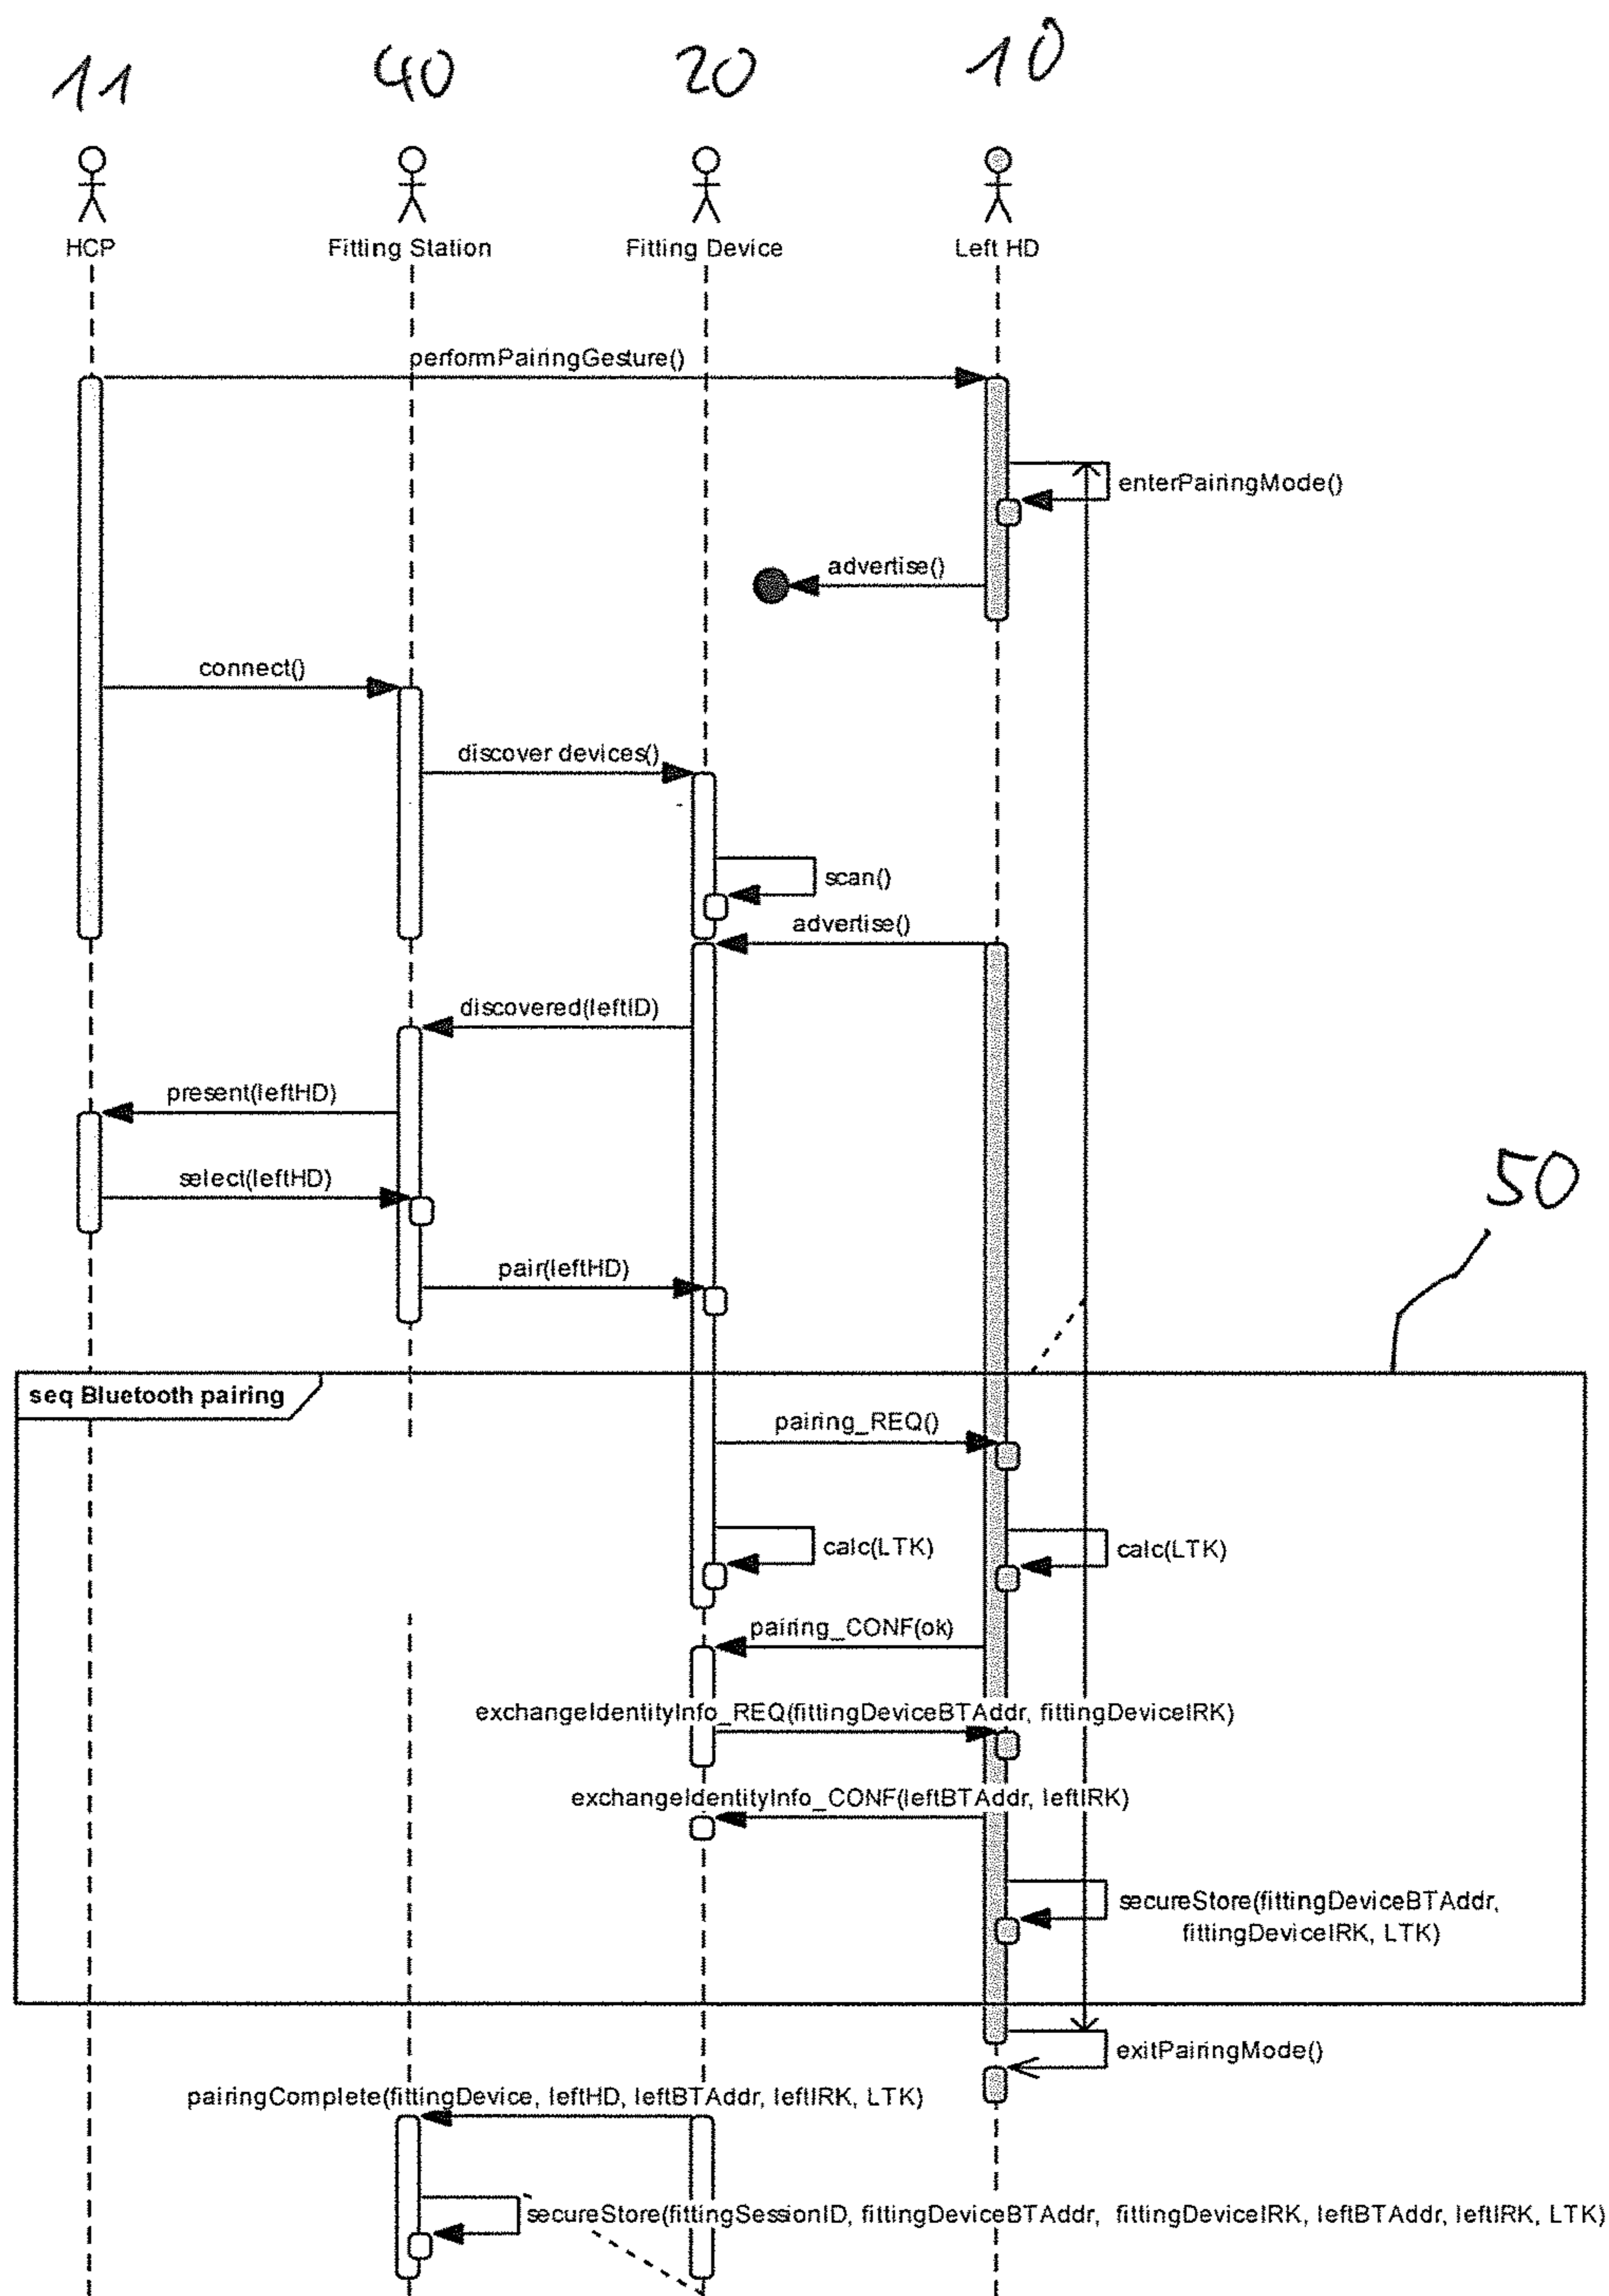 11 40 20 10
HCP Fitting Station Fitting Device Left HD
performPairingGesture()
enterPairingMode()
advertise()
connect()
discover devices()
scan()
advertise()
discovered(leftID)
present(leftHD)
select(leftHD)
50
pair(leftHD)
seq Bluetooth pairing
pairing_REQ()
calc(LTK) calc(LTK)
pairing_CONF(ok)
exchangeIdentityInfo_REQ(fittingDeviceBTAddr, fittingDeviceIRK)
exchangeIdentityInfo_CONF(leftBTAddr, leftIRK)
secureStore(fittingDeviceBTAddr,
fittingDeviceIRK, LTK)
exitPairingMode()
pairingComplete(fittingDevice, leftHD, leftBTAddr, leftIRK, LTK)
secureStore(fittingSessionID, fittingDeviceBTAddr, fittingDeviceIRK, leftBTAddr, leftIRK, LTK)